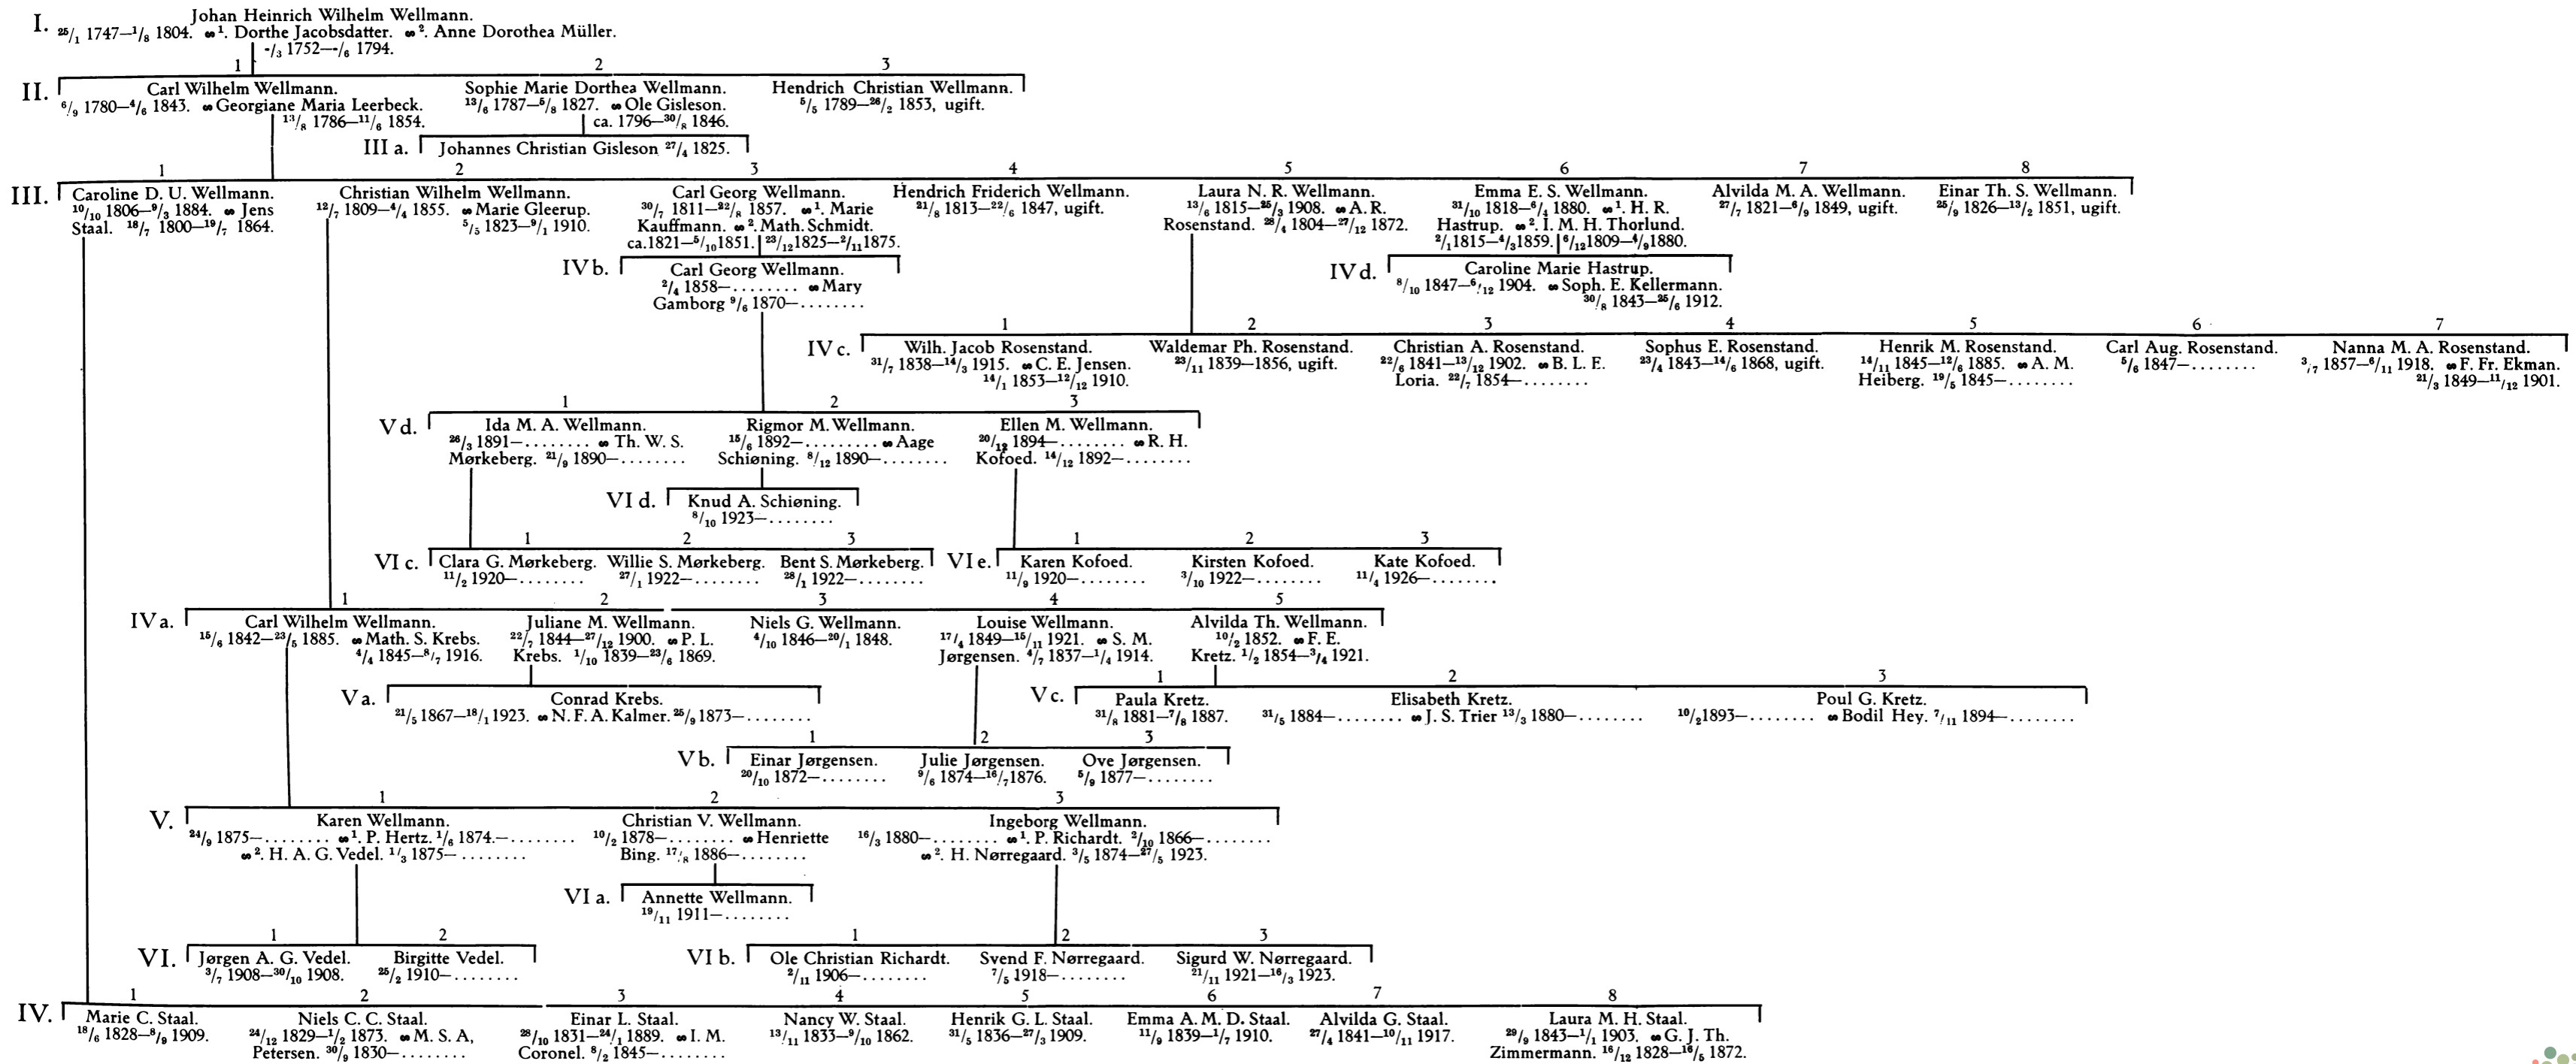 Johan Heinrich Wilhelm Wellmann.
I. 25/1 1747—1/8 1804. ⚭ 1. Dorthe Jacobsdatter. ⚭ 2. Anne Dorothea Müller.
-/3 1752—-/6 1794.
1 2 3
II. Carl Wilhelm Wellmann. Sophie Marie Dorthea Wellmann. Hendrich Christian Wellmann.
6/9 1780—4/6 1843. ⚭ Georgiane Maria Leerbeck. 13/6 1787—5/8 1827. ⚭ Ole Gisleson. 5/5 1789—26/2 1853, ugift.
13/8 1786—11/6 1854. ca. 1796—30/8 1846.
III a. Johannes Christian Gisleson 27/4 1825.
1 2 3 4 5 6 7 8
III. Caroline D. U. Wellmann. Christian Wilhelm Wellmann. Carl Georg Wellmann. Hendrich Friderich Wellmann. Laura N. R. Wellmann. Emma E. S. Wellmann. Alvilda M. A. Wellmann. Einar Th. S. Wellmann.
10/10 1806—9/3 1884. ⚭ Jens 12/7 1809—4/4 1855. ⚭ Marie Gleerup. 30/7 1811—22/8 1857. ⚭ 1. Marie 21/8 1813—22/6 1847, ugift. 13/6 1815—25/3 1908. ⚭ A. R. 31/10 1818—6/4 1880. ⚭ 1. H. R. 27/7 1821—6/9 1849, ugift. 25/9 1826—13/2 1851, ugift.
Staal. 18/7 1800—19/7 1864. 5/5 1823—9/1 1910. Kauffmann. ⚭ 2. Math. Schmidt. Rosenstand. 28/4 1804—27/12 1872. Hastrup. ⚭ 2. I. M. H. Thorlund.
ca. 1821—5/10 1851. 23/12 1825—2/11 1875. 2/1 1815—4/3 1859. 6/12 1809—4/9 1880.
IV b. Carl Georg Wellmann. IV d. Caroline Marie Hastrup.
2/4 1858—........ ⚭ Mary 8/10 1847—6/12 1904. ⚭ Soph. E. Kellermann.
Gamborg 9/6 1870—........ 30/8 1843—25/6 1912.
1 2 3 4 5 6 7
IV c. Wilh. Jacob Rosenstand. Waldemar Ph. Rosenstand. Christian A. Rosenstand. Sophus E. Rosenstand. Henrik M. Rosenstand. Carl Aug. Rosenstand. Nanna M. A. Rosenstand.
31/7 1838—14/3 1915. ⚭ C. E. Jensen. 23/11 1839—1856, ugift. 22/6 1841—13/12 1902. ⚭ B. L. E. 23/4 1843—14/6 1868, ugift. 14/11 1845—12/6 1885. ⚭ A. M. 5/6 1847—........ 3/7 1857—6/11 1918. ⚭ F. Fr. Ekman.
14/1 1853—12/12 1910. Loria. 22/7 1854—........ Heiberg. 19/5 1845—........ 21/3 1849—11/12 1901.
1 2 3
V d. Ida M. A. Wellmann. Rigmor M. Wellmann. Ellen M. Wellmann.
26/3 1891—........ ⚭ Th. W. S. 15/6 1892—......... ⚭ Aage 20/12 1894—........ ⚭ R. H.
Mørkeberg. 21/9 1890—........ Schiøning. 8/12 1890—........ Kofoed. 14/12 1892—........
VI d. Knud A. Schiøning.
8/10 1923—........
1 2 3 1 2 3
VI c. Clara G. Mørkeberg. Willie S. Mørkeberg. Bent S. Mørkeberg. VI e. Karen Kofoed. Kirsten Kofoed. Kate Kofoed.
11/2 1920—........ 27/1 1922—........ 28/1 1922—........ 11/9 1920—........ 3/10 1922—........ 11/4 1926—........
1 2 3 4 5
IV a. Carl Wilhelm Wellmann. Juliane M. Wellmann. Niels G. Wellmann. Louise Wellmann. Alvilda Th. Wellmann.
15/6 1842—23/5 1885. ⚭ Math. S. Krebs. 22/7 1844—27/12 1900. ⚭ P. L. 4/10 1846—20/1 1848. 17/4 1849—15/11 1921. ⚭ S. M. 10/2 1852. ⚭ F. E.
4/4 1845—8/7 1916. Krebs. 1/10 1839—23/6 1869. Jørgensen. 4/7 1837—1/4 1914. Kretz. 1/2 1854—3/4 1921.
1 2 3
V a. Conrad Krebs. V c. Paula Kretz. Elisabeth Kretz. Poul G. Kretz.
21/5 1867—18/1 1923. ⚭ N. F. A. Kalmer. 25/9 1873—........ 31/8 1881—7/8 1887. 31/5 1884—........ ⚭ J. S. Trier 13/3 1880—........ 10/2 1893—........ ⚭ Bodil Hey. 7/11 1894—........
1 2 3
V b. Einar Jørgensen. Julie Jørgensen. Ove Jørgensen.
20/10 1872—........ 9/6 1874—16/7 1876. 5/9 1877—........
1 2 3
V. Karen Wellmann. Christian V. Wellmann. Ingeborg Wellmann.
24/9 1875—........ ⚭ 1. P. Hertz. 1/6 1874.—........ 10/2 1878—........ ⚭ Henriette 16/3 1880—........ ⚭ 1. P. Richardt. 2/10 1866—........
⚭ 2. H. A. G. Vedel. 1/3 1875—........ Bing. 17/8 1886—........ ⚭ 2. H. Nørregaard. 3/5 1874—27/5 1923.
VI a. Annette Wellmann.
19/11 1911—........
1 2 1 2 3
VI. Jørgen A. G. Vedel. Birgitte Vedel. VI b. Ole Christian Richardt. Svend F. Nørregaard. Sigurd W. Nørregaard.
3/7 1908—30/10 1908. 25/2 1910—........ 2/11 1906—........ 7/5 1918—........ 21/11 1921—16/3 1923.
1 2 3 4 5 6 7 8
IV. Marie C. Staal. Niels C. C. Staal. Einar L. Staal. Nancy W. Staal. Henrik G. L. Staal. Emma A. M. D. Staal. Alvilda G. Staal. Laura M. H. Staal.
18/6 1828—8/9 1909. 24/12 1829—1/2 1873. ⚭ M. S. A, 28/10 1831—24/1 1889. ⚭ I. M. 13/11 1833—9/10 1862. 31/5 1836—27/3 1909. 11/9 1839—1/7 1910. 27/4 1841—10/11 1917. 29/9 1843—1/1 1903. ⚭ G. J. Th.
Petersen. 30/9 1830—........ Coronel. 8/2 1845—........ Zimmermann. 16/12 1828—16/5 1872.